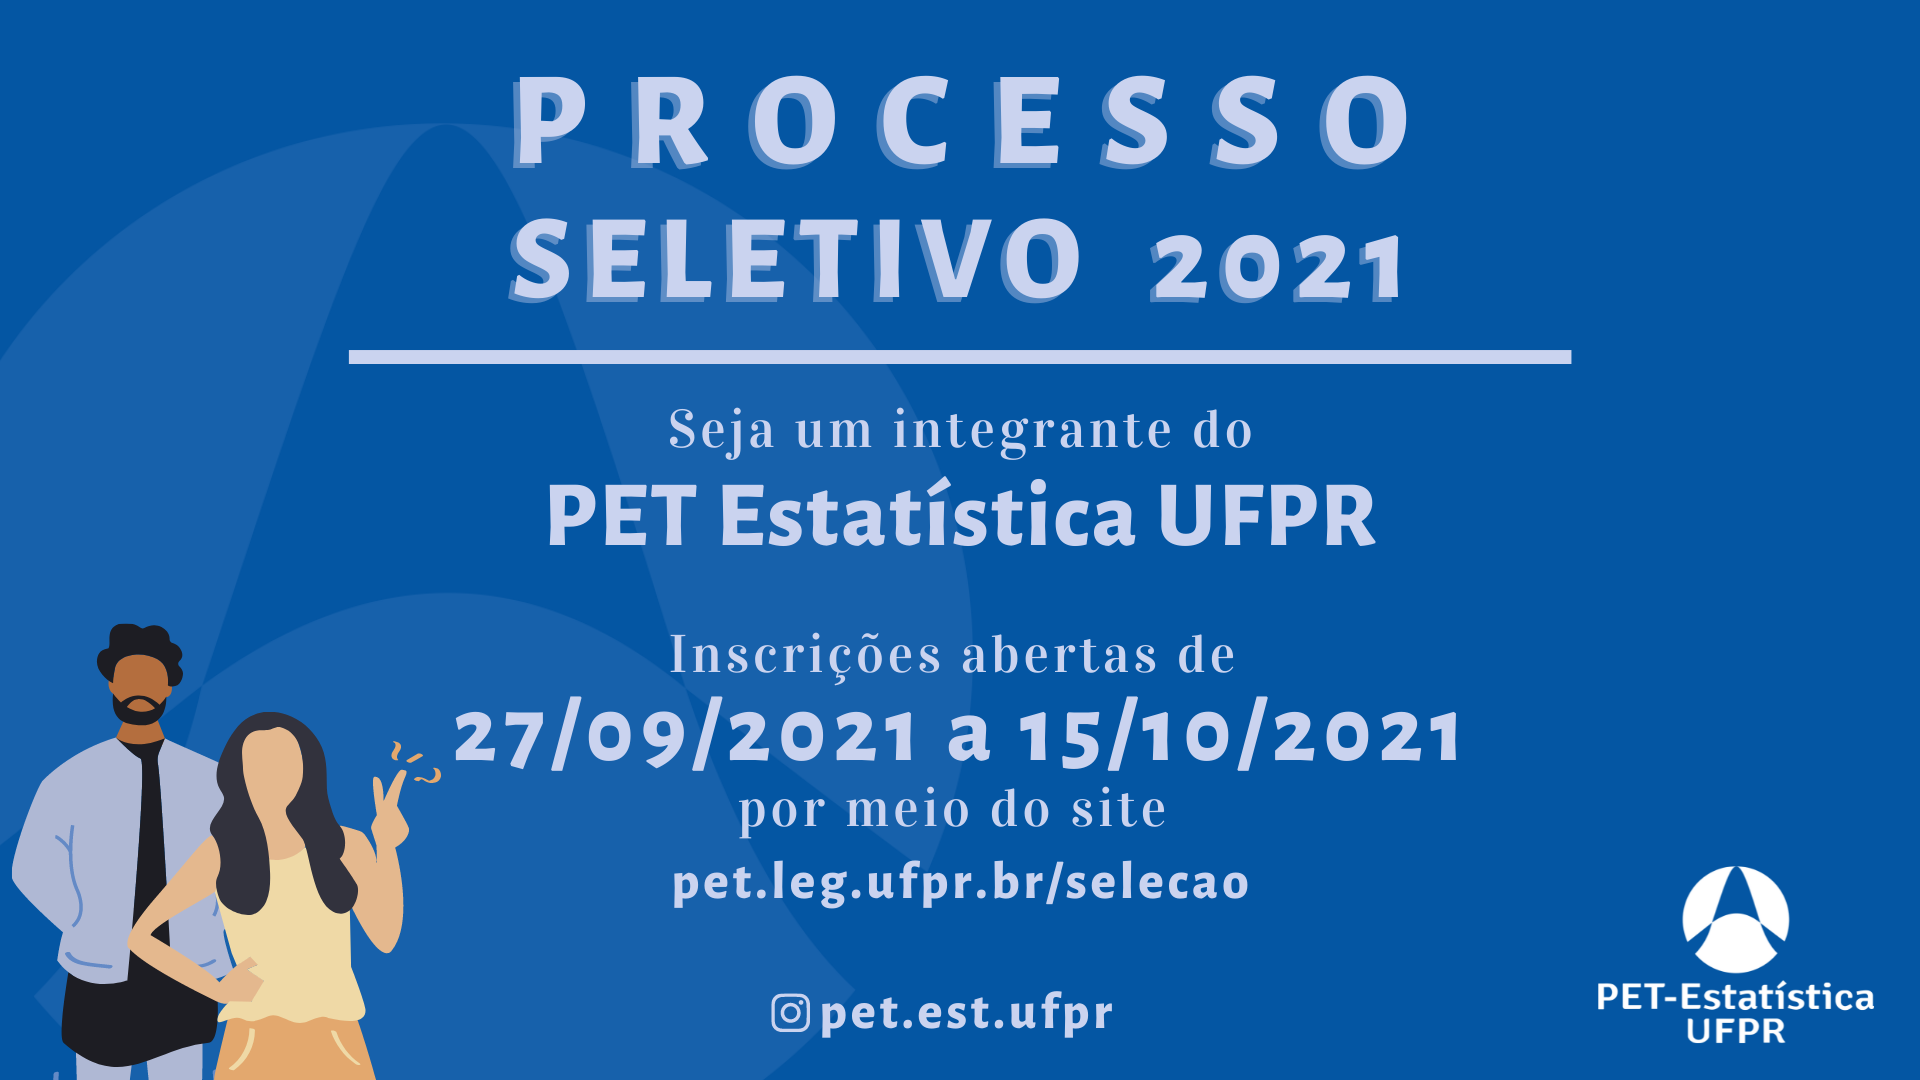 PROCESSO
SELETIVO 2021
Seja um integrante do
PET Estatística UFPR
Inscrições abertas de
27/09/2021 a 15/10/2021
por meio do site
pet.leg.ufpr.br/selecao
pet.est.ufpr
PET-Estatística
UFPR